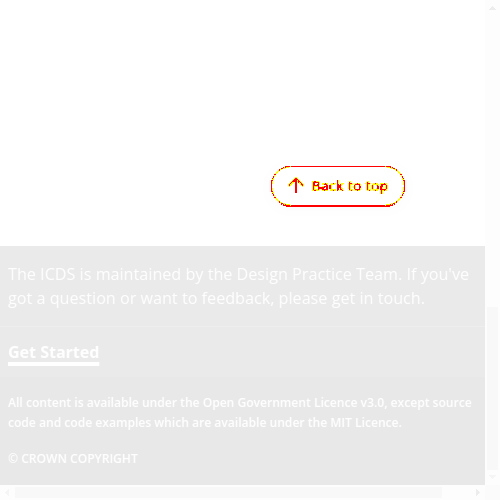 Back to top
The ICDS is maintained by the Design Practice Team. If you've
got a question or want to feedback, please get in touch.
Get Started
All content is available under the Open Government Licence v3.0, except source
code and code examples which are available under the MIT Licence.
© CROWN COPYRIGHT